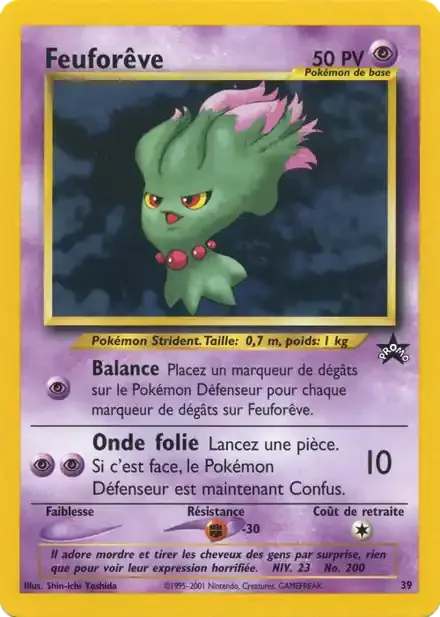 Feuforêve
50 PV
Pokémon de base
Pokémon Strident. Taille: 0,7 m, poids: 1 kg
PROMO
Balance Placez un marqueur de dégâts
sur le Pokémon Défenseur pour chaque
marqueur de dégâts sur Feuforêve.
Onde folie Lancez une pièce.
Si c'est face, le Pokémon
Défenseur est maintenant Confus.
10
Faiblesse
Résistance
Coût de retraite
-30
Il adore mordre et tirer les cheveux des gens par surprise, rien
que pour voir leur expression horrifiée. NIV. 23 No. 200
Illus. Shin-ichi Yoshida
©1995-2001 Nintendo, Creatures, GAMEFREAK.
39